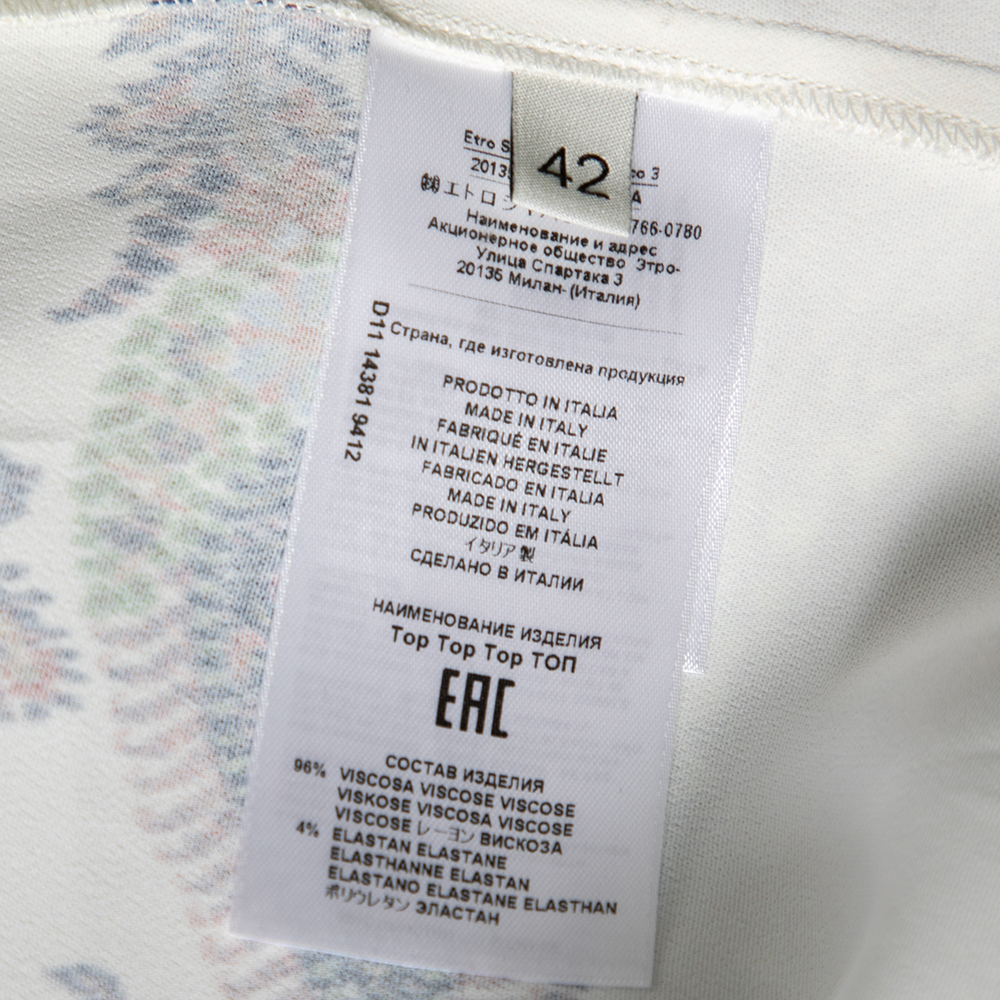 42
Etro
2013 3
エトロ 766-0780
Наименование и адрес
Акционерное общество Этро-
Улица Спартака 3
20135 Милан- (Италия)
Страна, где изготовлена продукция
D11 14381 9412
PRODOTTO IN ITALIA
MADE IN ITALY
FABRIQUÉ EN ITALIE
IN ITALIEN HERGESTELLT
FABRICADO EN ITALIA
MADE IN ITALY
PRODUZIDO EM ITÁLIA
イタリア製
СДЕЛАНО В ИТАЛИИ
НАИМЕНОВАНИЕ ИЗДЕЛИЯ
Top Top Top ТОП
EAC
СОСТАВ ИЗДЕЛИЯ
96% VISCOSA VISCOSE VISCOSE
VISKOSE VISCOSA VISCOSE
VISCOSE レーヨン ВИСКОЗА
4% ELASTAN ELASTANE
ELASTHANNE ELASTAN
ELASTANO ELASTANE ELASTHAN
ポリウレタン ЭЛАСТАН